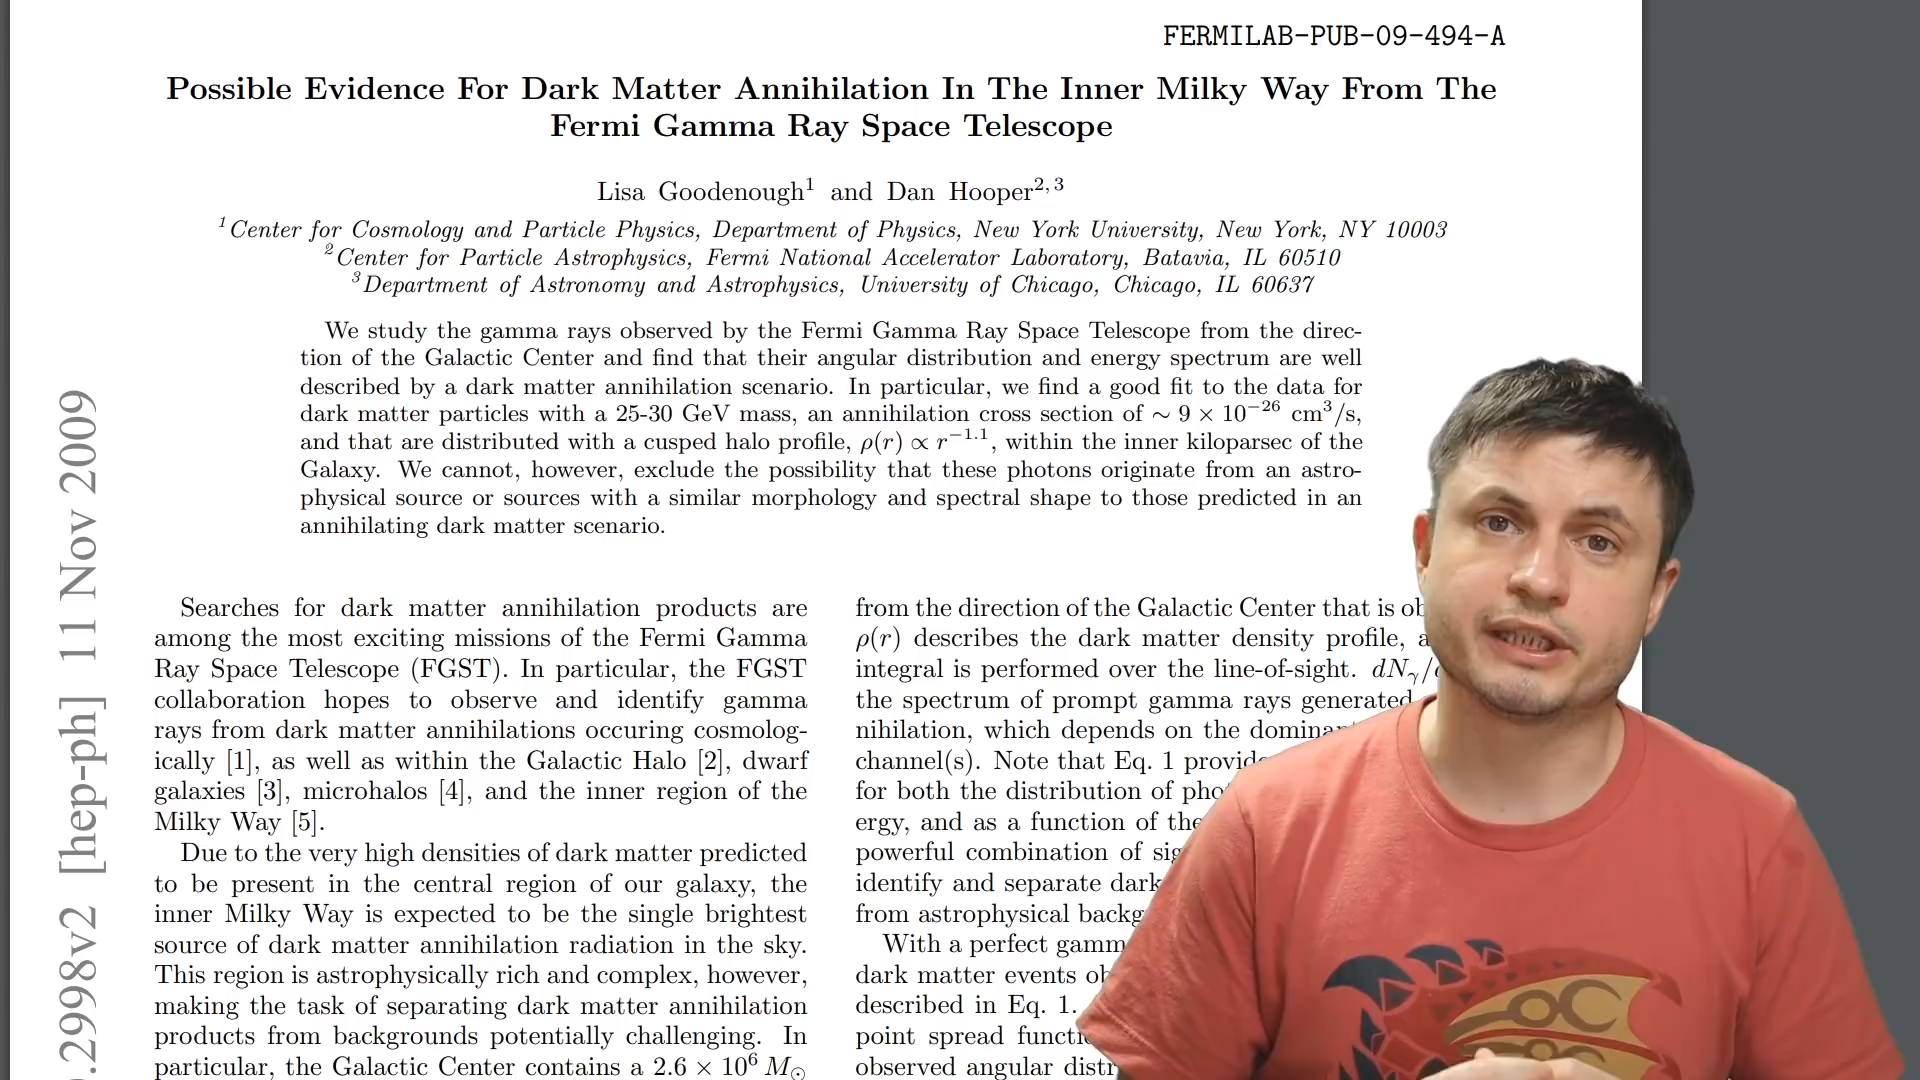 FERMILAB-PUB-09-494-A
Possible Evidence For Dark Matter Annihilation In The Inner Milky Way From The
Fermi Gamma Ray Space Telescope
Lisa Goodenough¹ and Dan Hooper²,³
¹Center for Cosmology and Particle Physics, Department of Physics, New York University, New York, NY 10003
²Center for Particle Astrophysics, Fermi National Accelerator Laboratory, Batavia, IL 60510
³Department of Astronomy and Astrophysics, University of Chicago, Chicago, IL 60637
We study the gamma rays observed by the Fermi Gamma Ray Space Telescope from the direc-
tion of the Galactic Center and find that their angular distribution and energy spectrum are well
described by a dark matter annihilation scenario. In particular, we find a good fit to the data for
dark matter particles with a 25-30 GeV mass, an annihilation cross section of ∼ 9 × 10⁻²⁶ cm³/s,
and that are distributed with a cusped halo profile, ρ(r) ∝ r⁻¹·¹, within the inner kiloparsec of the
Galaxy. We cannot, however, exclude the possibility that these photons originate from an astro-
physical source or sources with a similar morphology and spectral shape to those predicted in an
annihilating dark matter scenario.
Searches for dark matter annihilation products are
among the most exciting missions of the Fermi Gamma
Ray Space Telescope (FGST). In particular, the FGST
collaboration hopes to observe and identify gamma
rays from dark matter annihilations occuring cosmolog-
ically [1], as well as within the Galactic Halo [2], dwarf
galaxies [3], microhalos [4], and the inner region of the
Milky Way [5].
Due to the very high densities of dark matter predicted
to be present in the central region of our galaxy, the
inner Milky Way is expected to be the single brightest
source of dark matter annihilation radiation in the sky.
This region is astrophysically rich and complex, however,
making the task of separating dark matter annihilation
products from backgrounds potentially challenging. In
particular, the Galactic Center contains a 2.6 × 10⁶ M⊙
from the direction of the Galactic Center that is ob
ρ(r) describes the dark matter density profile, a
integral is performed over the line-of-sight. dNγ/
the spectrum of prompt gamma rays generated
nihilation, which depends on the dominan
channel(s). Note that Eq. 1 provid
for both the distribution of pho
ergy, and as a function of the
powerful combination of sig
identify and separate dark
from astrophysical backg
With a perfect gamm
dark matter events ob
described in Eq. 1.
point spread functi
observed angular distr
.2998v2 [hep-ph] 11 Nov 2009